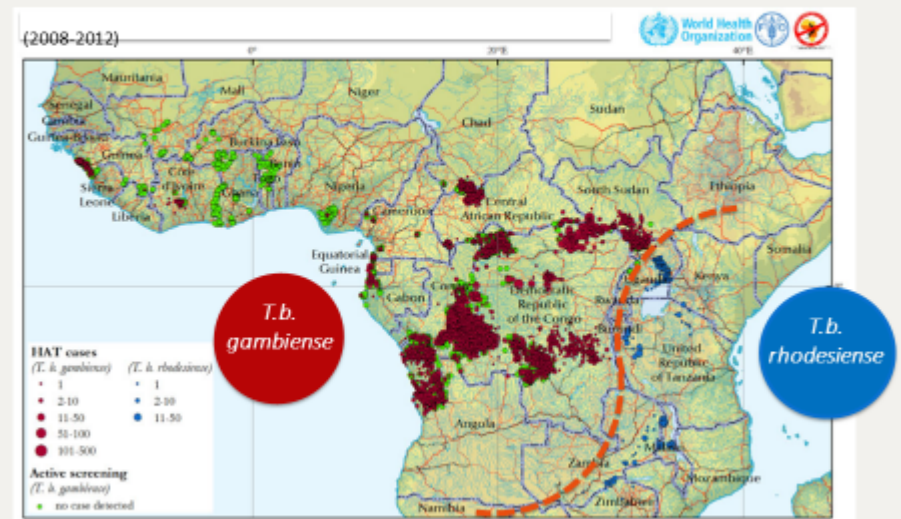 (2008-2012)
World Health
Organization
0°
20°E
40°E
Mauritania
Mali
Niger
Chad
Sudan
Senegal
Gambia
Guinea-Bissau
Guinea
Burkina Faso
Benin
Togo
Côte
d'Ivoire
Ghana
Nigeria
Sierra
Leone
Liberia
Cameroon
Central
African Republic
South Sudan
Ethiopia
Somalia
Equatorial
Guinea
Gabon
Congo
Democratic
Republic
of the Congo
Uganda
Kenya
Rwanda
Burundi
United
Republic
of Tanzania
Angola
Zambia
Mozambique
Namibia
Zimbabwe
T.b.
gambiense
T.b.
rhodesiense
HAT cases
(T. b. gambiense) (T. b. rhodesiense)
1 1
2-10 2-10
11-50 11-50
51-100
101-500
Active screening
(T. b. gambiense)
no case detected